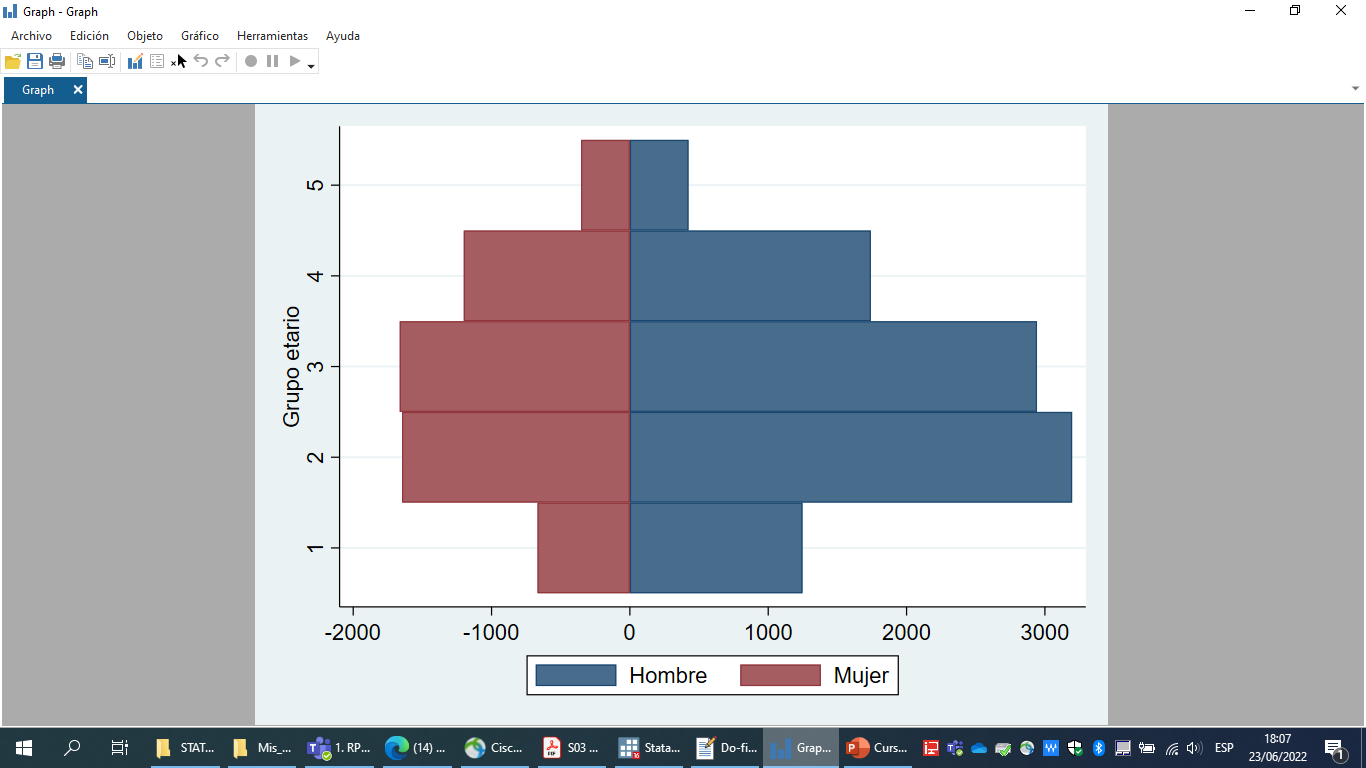 Graph - Graph
Archivo Edición Objeto Gráfico Herramientas Ayuda
Graph
5
4
3
2
1
Grupo etario
-2000 -1000 0 1000 2000 3000
Hombre Mujer
STAT... Mis_... 1. RP... (14) ... Cisc... S03 ... Stata... Do-fi... Grap... Curs... ESP 18:07
23/06/2022